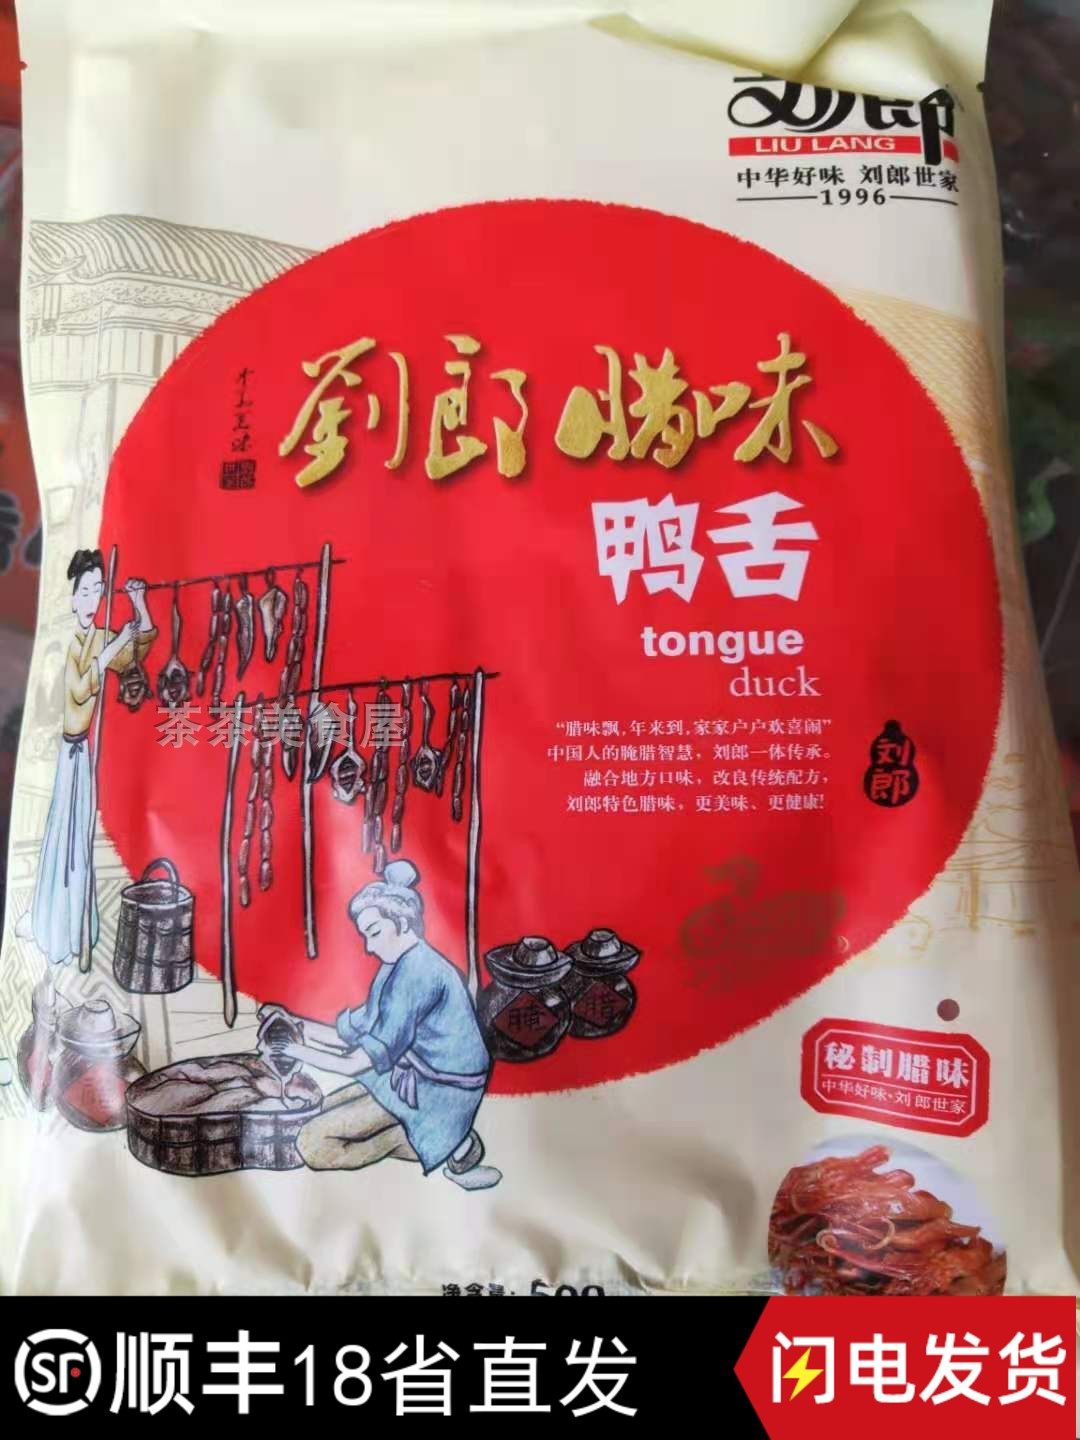 刘郎
LIU LANG
中华好味 刘郎世家
1996
劉郎腊味
鸭舌
tongue
duck
“腊味飘,年来到,家家户户欢喜闹”
中国人的腌腊智慧，刘郎一体传承。
融合地方口味，改良传统配方，
刘郎特色腊味，更美味、更健康!
刘郎
茶茶美食屋
腌
腊
秘制腊味
中华好味·刘郎世家
净含量:
SF 顺丰18省直发
闪电发货